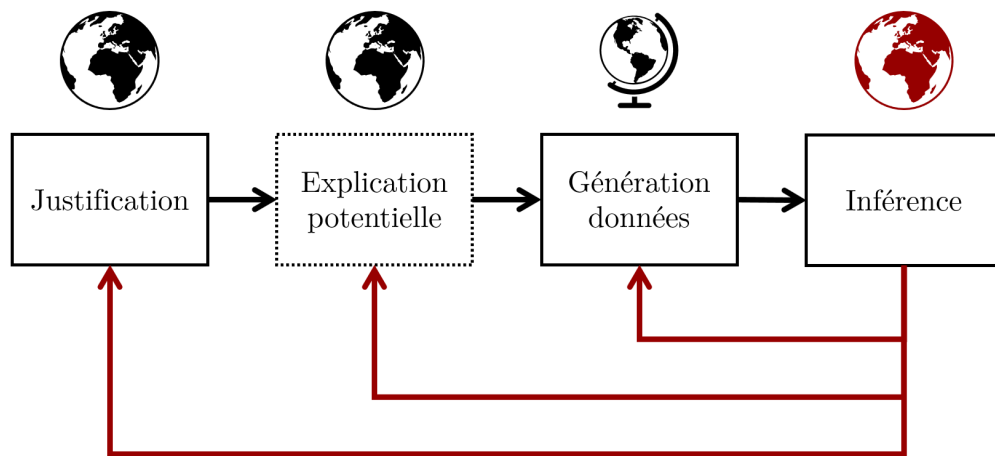 Justification
Explication
potentielle
Génération
données
Inférence